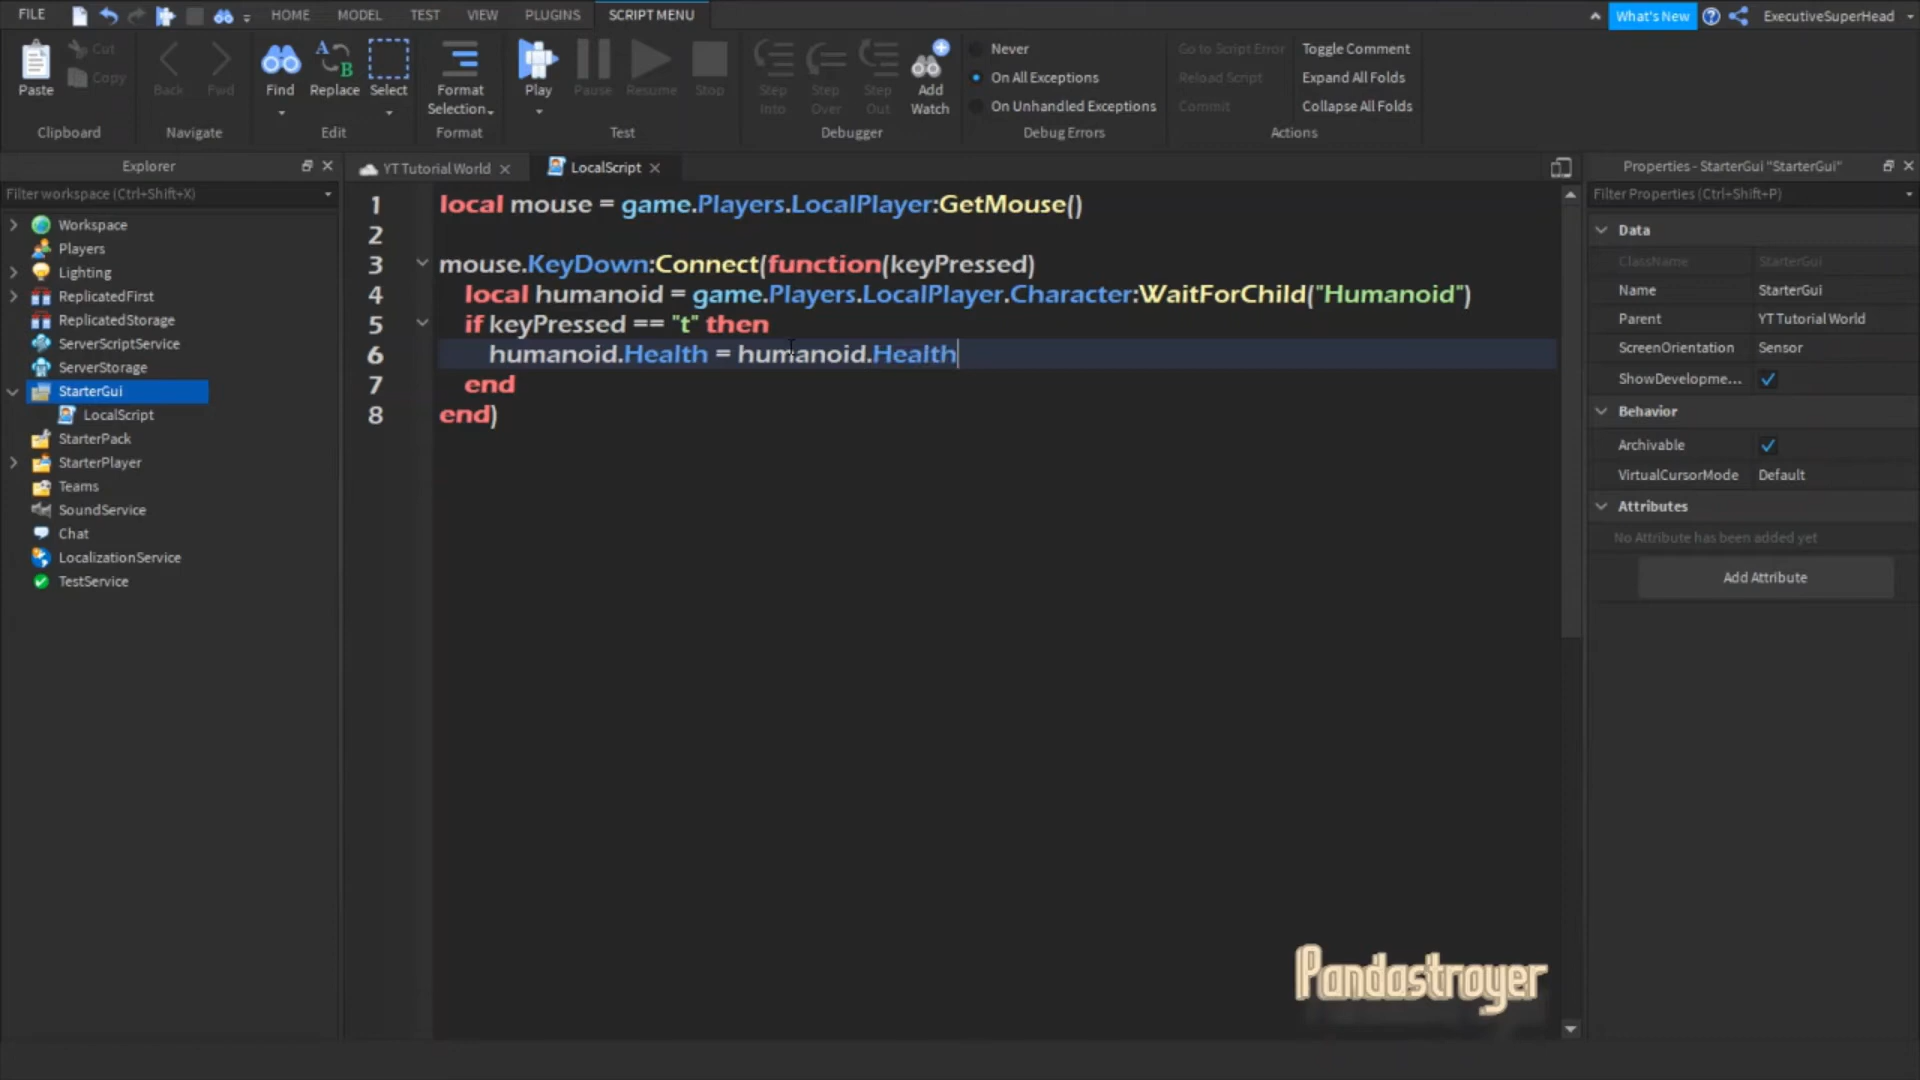 FILE HOME MODEL TEST VIEW PLUGINS SCRIPT MENU What's New ExecutiveSuperHead
Paste Cut Copy Back Fwd Find A B Replace Select Format Selection Play Pause Resume Stop Step Into Step Over Step Out Add Watch
Never Go to Script Error Toggle Comment
On All Exceptions Reload Script Expand All Folds
On Unhandled Exceptions Commit Collapse All Folds
Clipboard Navigate Edit Format Test Debugger Debug Errors Actions
Explorer
Filter workspace (Ctrl+Shift+X)
Workspace
Players
Lighting
ReplicatedFirst
ReplicatedStorage
ServerScriptService
ServerStorage
StarterGui
LocalScript
StarterPack
StarterPlayer
Teams
SoundService
Chat
LocalizationService
TestService
YT Tutorial World LocalScript
1 local mouse = game.Players.LocalPlayer:GetMouse()
2
3 mouse.KeyDown:Connect(function(keyPressed)
4 local humanoid = game.Players.LocalPlayer.Character:WaitForChild("Humanoid")
5 if keyPressed == "t" then
6 humanoid.Health = humanoid.Health
7 end
8 end)
Pandastroyer
Properties - StarterGui "StarterGui"
Filter Properties (Ctrl+Shift+P)
Data
ClassName StarterGui
Name StarterGui
Parent YT Tutorial World
ScreenOrientation Sensor
ShowDevelopme...
Behavior
Archivable
VirtualCursorMode Default
Attributes
No Attribute has been added yet
Add Attribute